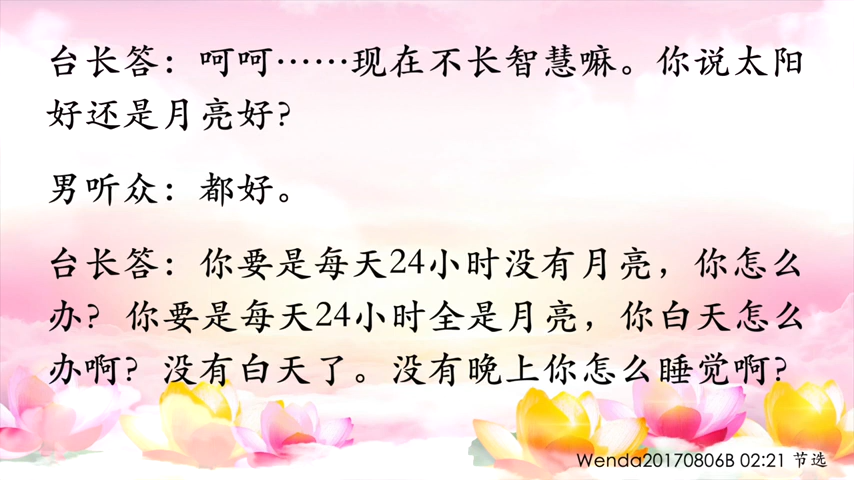 台长答：呵呵……现在不长智慧嘛。你说太阳
好还是月亮好？
男听众：都好。
台长答：你要是每天24小时没有月亮，你怎么
办？你要是每天24小时全是月亮，你白天怎么
办啊？没有白天了。没有晚上你怎么睡觉啊？
Wenda20170806B 02:21 节选